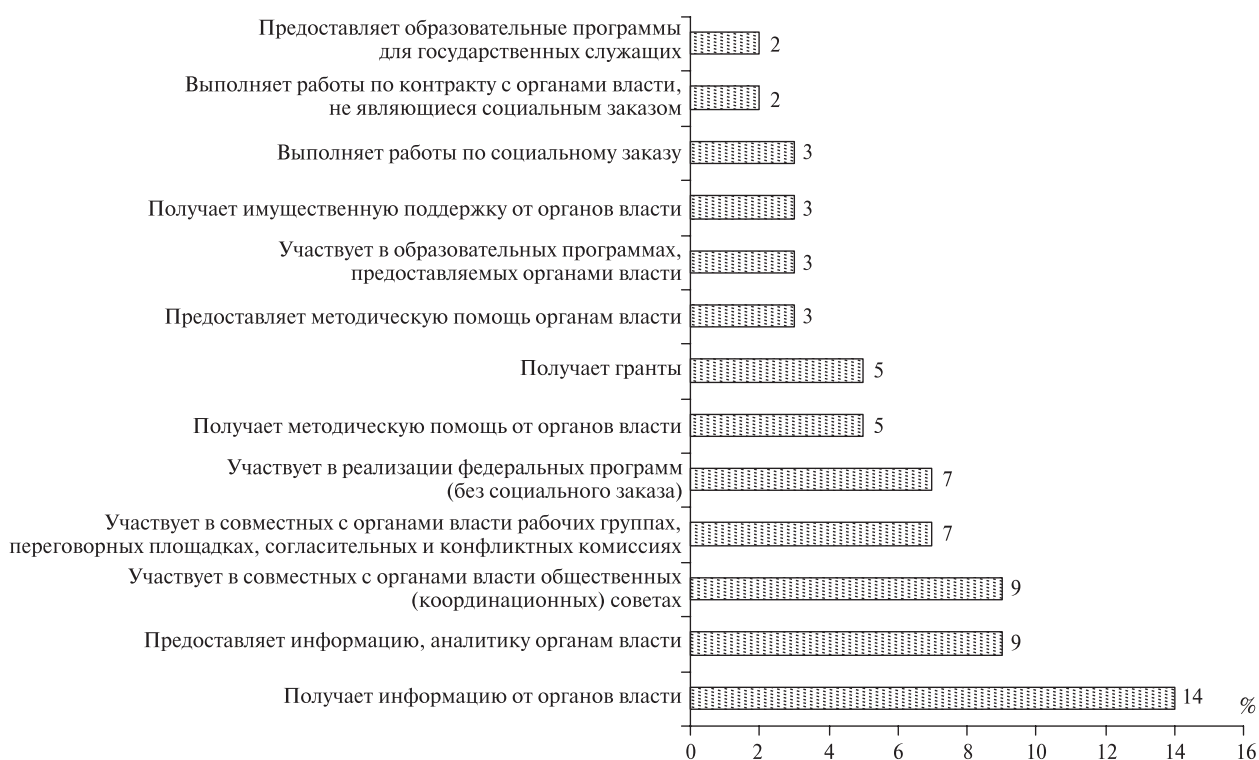 Предоставляет образовательные программы
для государственных служащих
2
Выполняет работы по контракту с органами власти,
не являющиеся социальным заказом
2
Выполняет работы по социальному заказу
3
Получает имущественную поддержку от органов власти
3
Участвует в образовательных программах,
предоставляемых органами власти
3
Предоставляет методическую помощь органам власти
3
Получает гранты
5
Получает методическую помощь от органов власти
5
Участвует в реализации федеральных программ
(без социального заказа)
7
Участвует в совместных с органами власти рабочих группах,
переговорных площадках, согласительных и конфликтных комиссиях
7
Участвует в совместных с органами власти общественных
(координационных) советах
9
Предоставляет информацию, аналитику органам власти
9
Получает информацию от органов власти
14
%
0 2 4 6 8 10 12 14 16